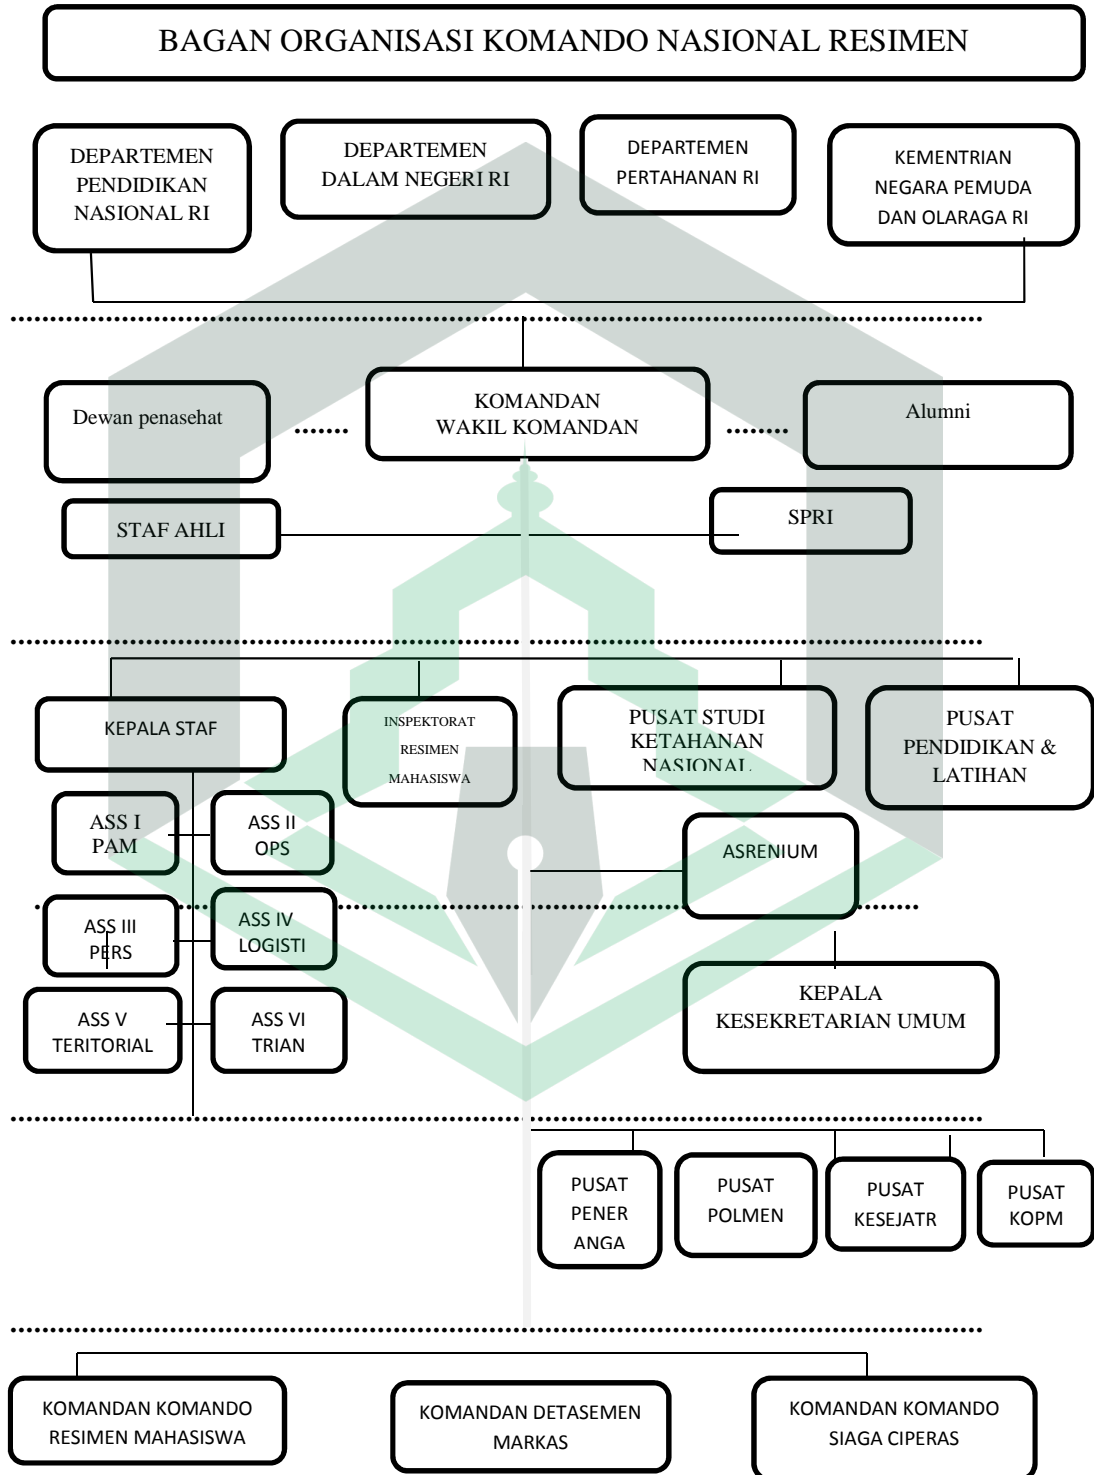 BAGAN ORGANISASI KOMANDO NASIONAL RESIMEN
DEPARTEMEN
PENDIDIKAN
NASIONAL RI
DEPARTEMEN
DALAM NEGERI RI
DEPARTEMEN
PERTAHANAN RI
KEMENTRIAN
NEGARA PEMUDA
DAN OLARAGA RI
Dewan penasehat
KOMANDAN
WAKIL KOMANDAN
Alumni
STAF AHLI
SPRI
KEPALA STAF
INSPEKTORAT
RESIMEN
MAHASISWA
PUSAT STUDI
KETAHANAN
NASIONAL
PUSAT
PENDIDIKAN &
LATIHAN
ASS I
PAM
ASS II
OPS
ASRENIUM
ASS III
PERS
ASS IV
LOGISTI
KEPALA
KESEKRETARIAN UMUM
ASS V
TERITORIAL
ASS VI
TRIAN
PUSAT
PENER
ANGA
PUSAT
POLMEN
PUSAT
KESEJATR
PUSAT
KOPM
KOMANDAN KOMANDO
RESIMEN MAHASISWA
KOMANDAN DETASEMEN
MARKAS
KOMANDAN KOMANDO
SIAGA CIPERAS